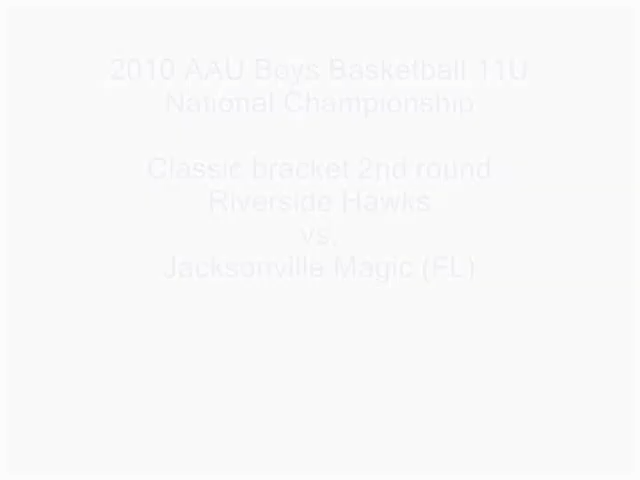 2010 AAU Boys Basketball 11U
National Championship
Classic bracket 2nd round
Riverside Hawks
vs.
Jacksonville Magic (FL)